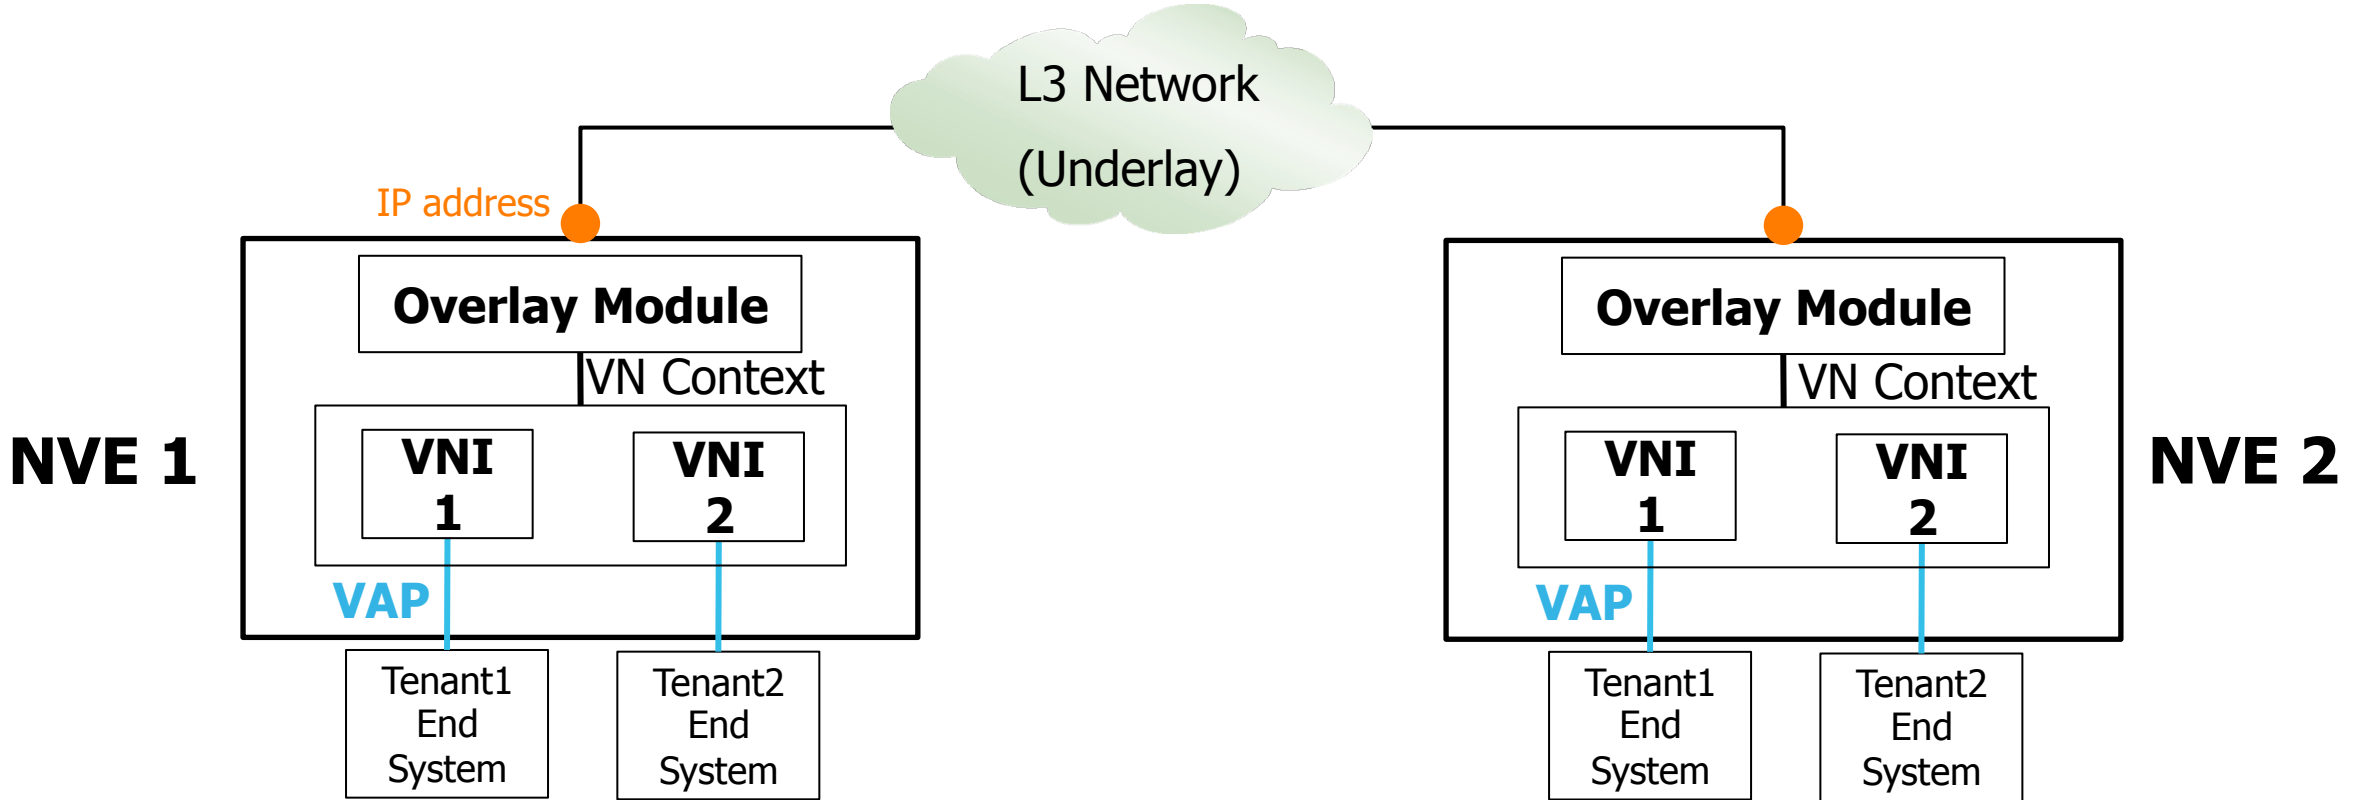 L3 Network
(Underlay)
IP address
Overlay Module
VN Context
NVE 1
VNI
1
VNI
2
VAP
Tenant1
End
System
Tenant2
End
System
Overlay Module
VN Context
VNI
1
VNI
2
NVE 2
VAP
Tenant1
End
System
Tenant2
End
System